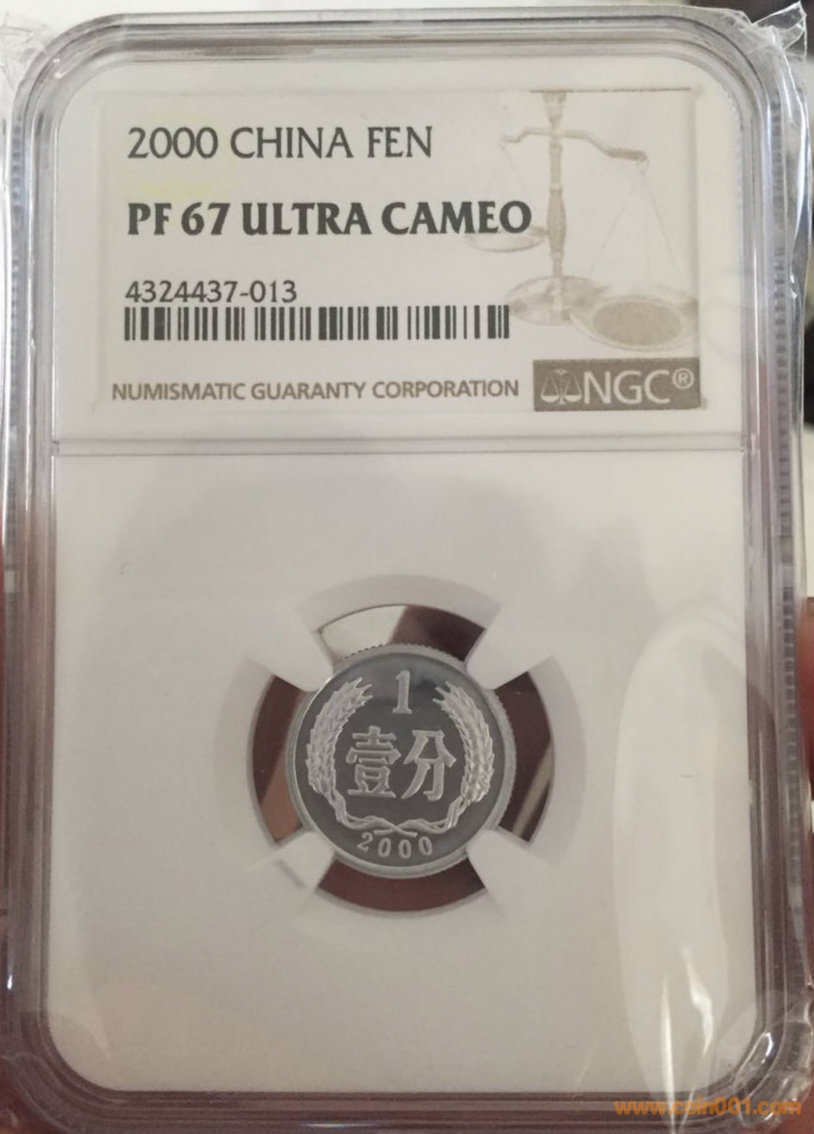 2000 CHINA FEN
PF 67 ULTRA CAMEO
4324437-013
NUMISMATIC GUARANTY CORPORATION
NGC®
1
壹分
2000
www.coin001.com